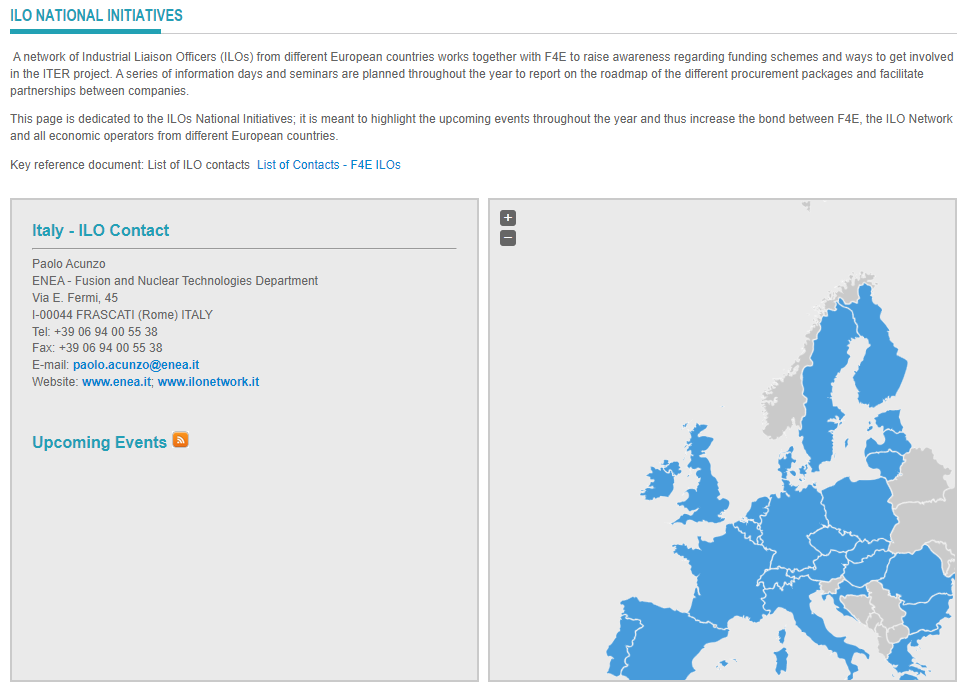 ILO NATIONAL INITIATIVES
A network of Industrial Liaison Officers (ILOs) from different European countries works together with F4E to raise awareness regarding funding schemes and ways to get involved
in the ITER project. A series of information days and seminars are planned throughout the year to report on the roadmap of the different procurement packages and facilitate
partnerships between companies.
This page is dedicated to the ILOs National Initiatives; it is meant to highlight the upcoming events throughout the year and thus increase the bond between F4E, the ILO Network
and all economic operators from different European countries.
Key reference document: List of ILO contacts List of Contacts - F4E ILOs
Italy - ILO Contact
Paolo Acunzo
ENEA - Fusion and Nuclear Technologies Department
Via E. Fermi, 45
I-00044 FRASCATI (Rome) ITALY
Tel: +39 06 94 00 55 38
Fax: +39 06 94 00 55 38
E-mail: paolo.acunzo@enea.it
Website: www.enea.it; www.ilonetwork.it
Upcoming Events
+
−